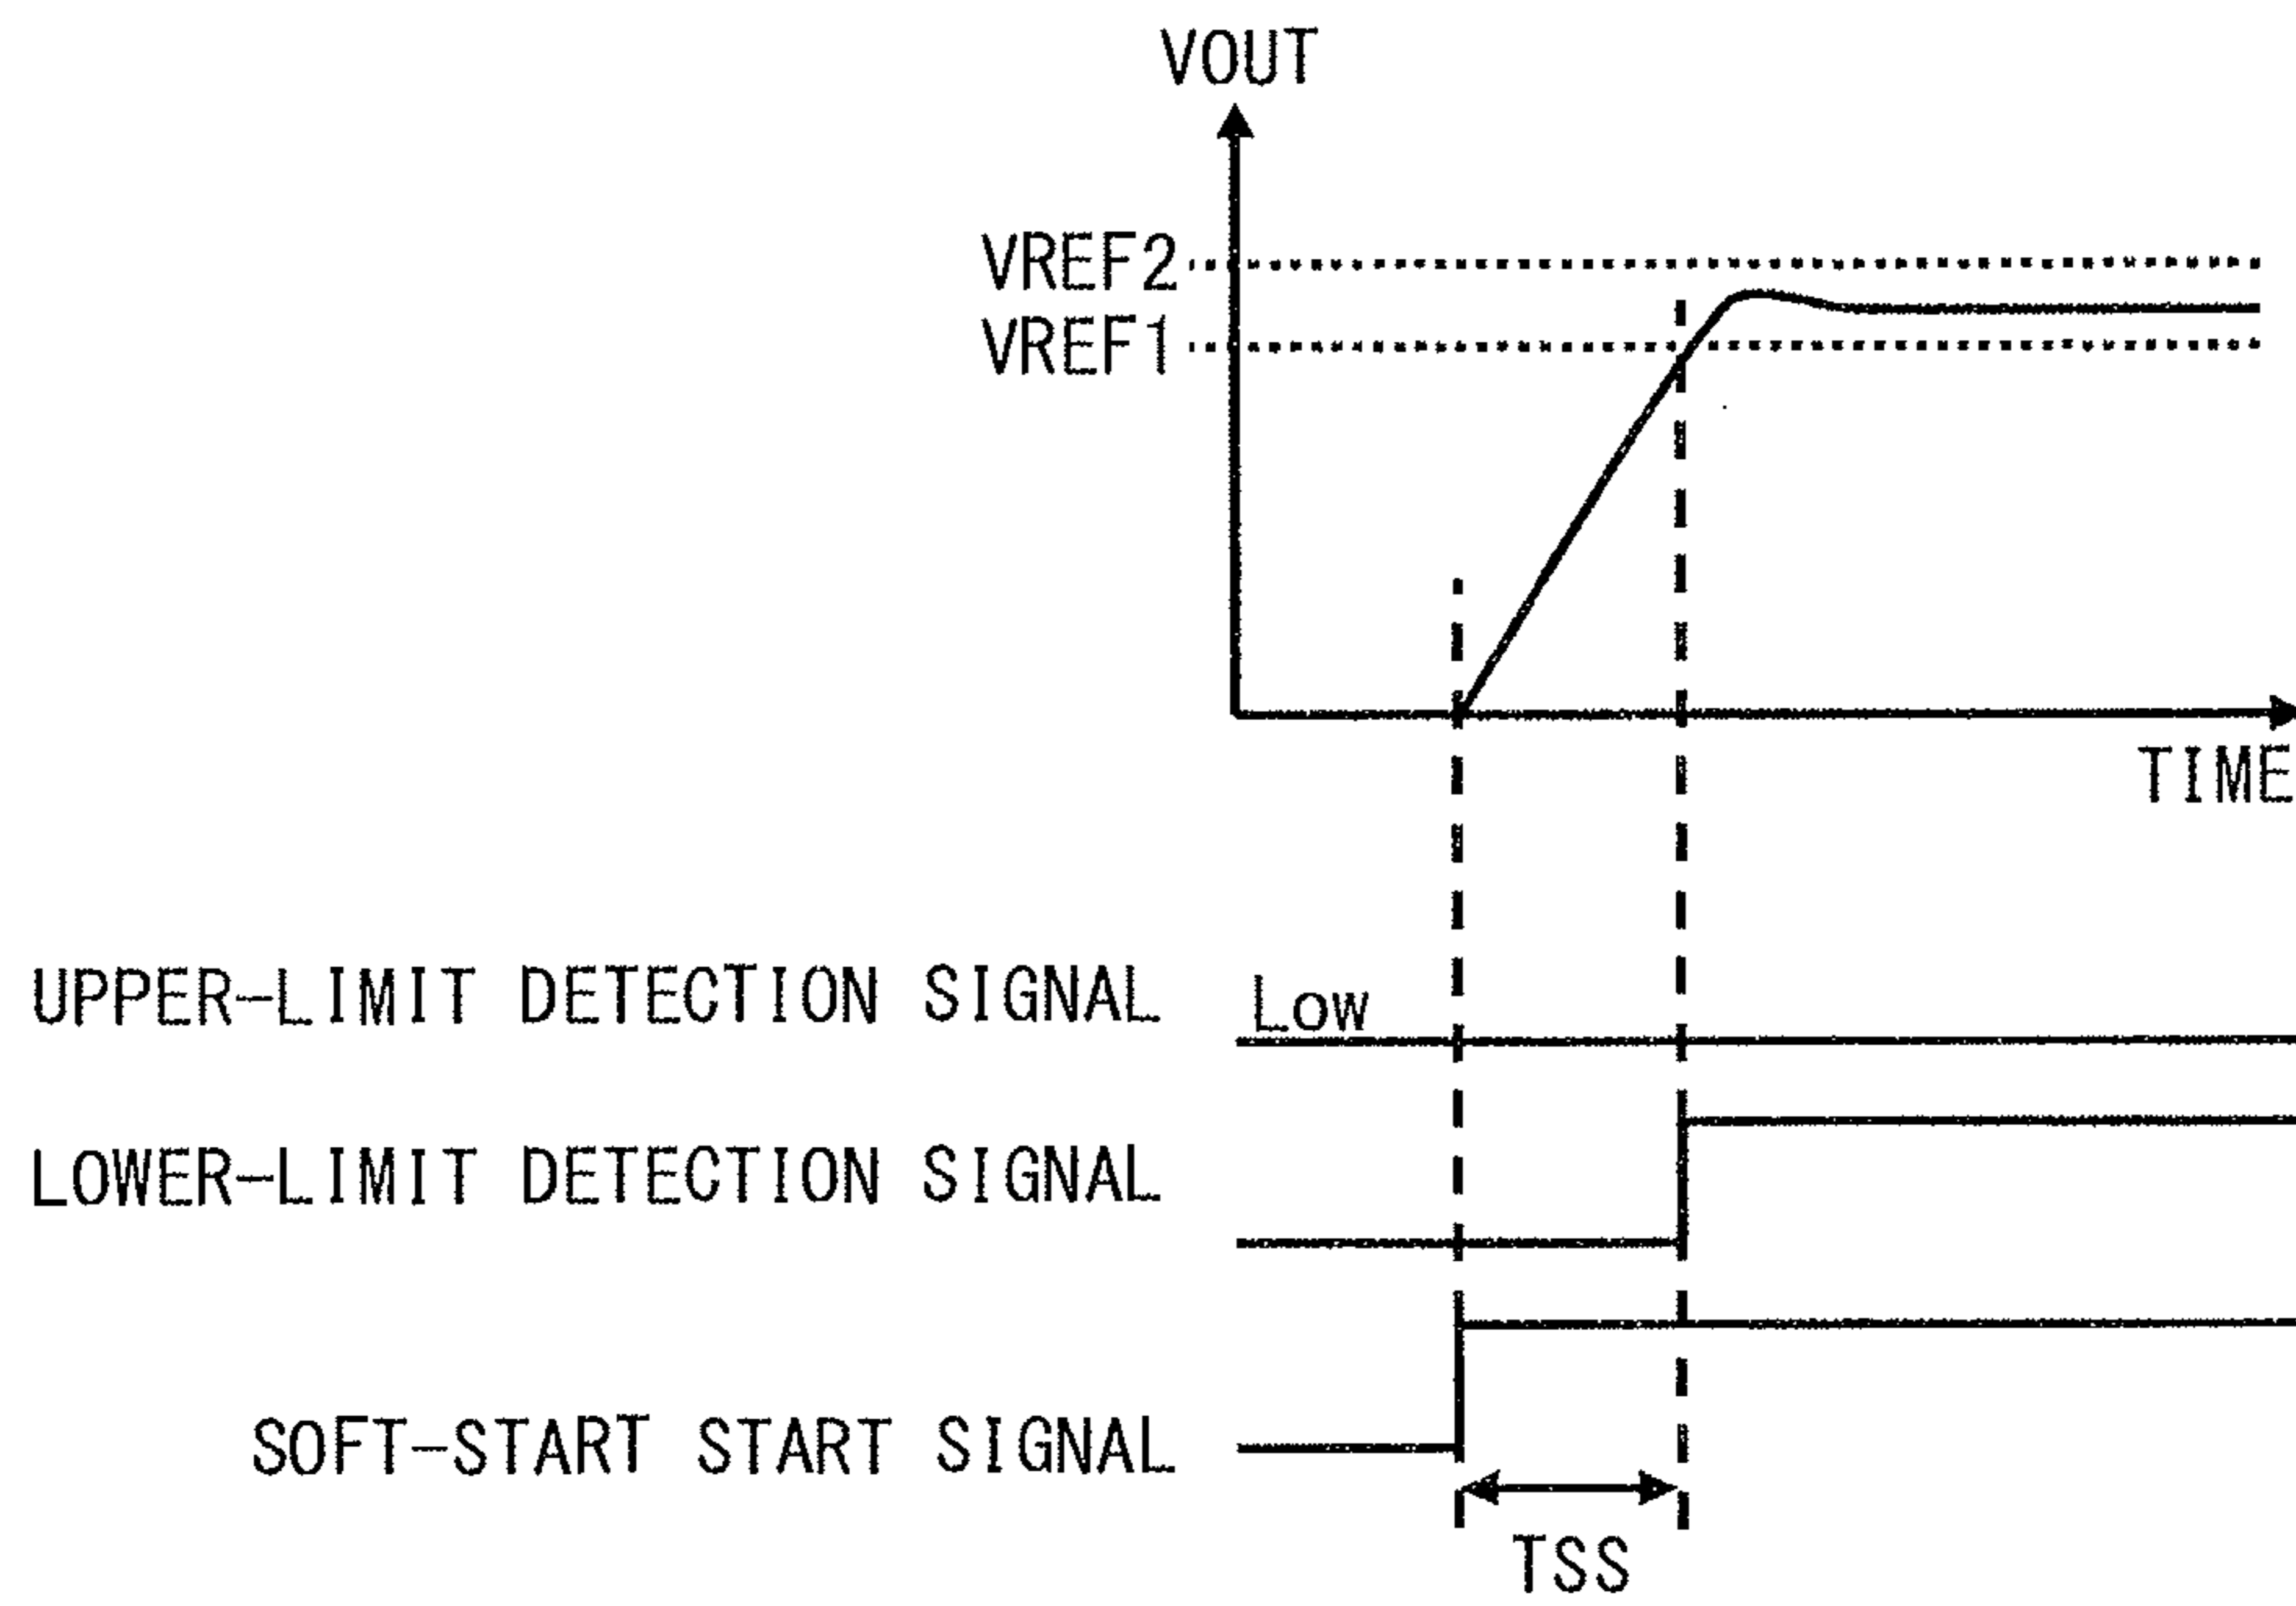 VOUT
VREF2
VREF1
TIME
UPPER-LIMIT DETECTION SIGNAL
Low
LOWER-LIMIT DETECTION SIGNAL
SOFT-START START SIGNAL
TSS